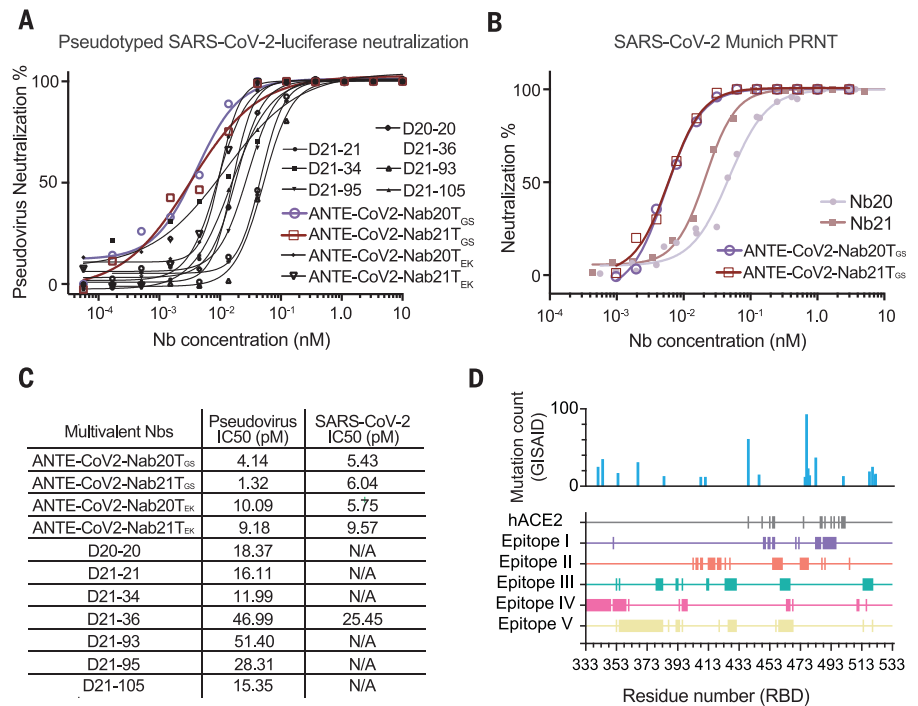 A
Pseudotyped SARS-CoV-2-luciferase neutralization
Pseudovirus Neutralization %
100
50
0
D20-20
D21-21
D21-36
D21-34
D21-93
D21-95
D21-105
ANTE-CoV2-Nab20TGS
ANTE-CoV2-Nab21TGS
ANTE-CoV2-Nab20TEK
ANTE-CoV2-Nab21TEK
10-4 10-3 10-2 10-1 1.0 10
Nb concentration (nM)
B
SARS-CoV-2 Munich PRNT
Neutralization %
100
50
0
Nb20
Nb21
ANTE-CoV2-Nab20TGS
ANTE-CoV2-Nab21TGS
10-4 10-3 10-2 10-1 1.0 10
Nb concentration (nM)
C
Multivalent Nbs Pseudovirus IC50 (pM) SARS-CoV-2 IC50 (pM)
ANTE-CoV2-Nab20TGS 4.14 5.43
ANTE-CoV2-Nab21TGS 1.32 6.04
ANTE-CoV2-Nab20TEK 10.09 5.75
ANTE-CoV2-Nab21TEK 9.18 9.57
D20-20 18.37 N/A
D21-21 16.11 N/A
D21-34 11.99 N/A
D21-36 46.99 25.45
D21-93 51.40 N/A
D21-95 28.31 N/A
D21-105 15.35 N/A
D
Mutation count
(GISAID)
100
0
hACE2
Epitope I
Epitope II
Epitope III
Epitope IV
Epitope V
333 353 373 393 413 433 453 473 493 513 533
Residue number (RBD)